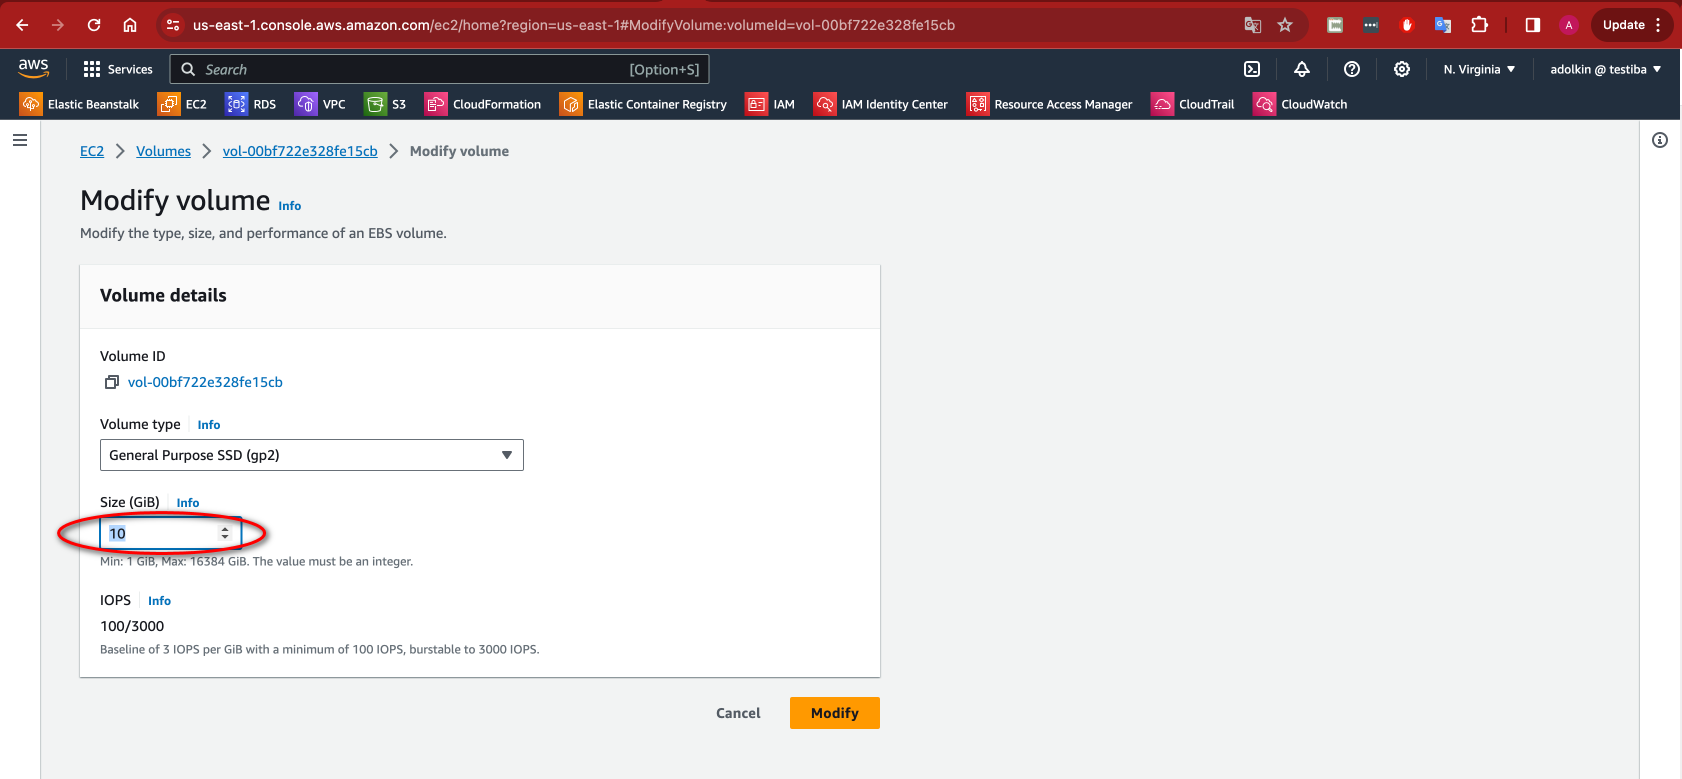 us-east-1.console.aws.amazon.com/ec2/home?region=us-east-1#ModifyVolume:volumeId=vol-00bf722e328fe15cb
A
Update
aws
Services
Search
[Option+S]
N. Virginia
adolkin @ testiba
Elastic Beanstalk
EC2
RDS
VPC
S3
CloudFormation
Elastic Container Registry
IAM
IAM Identity Center
Resource Access Manager
CloudTrail
CloudWatch
EC2 > Volumes > vol-00bf722e328fe15cb > Modify volume
Modify volume Info
Modify the type, size, and performance of an EBS volume.
Volume details
Volume ID
vol-00bf722e328fe15cb
Volume type Info
General Purpose SSD (gp2)
Size (GiB) Info
10
Min: 1 GiB, Max: 16384 GiB. The value must be an integer.
IOPS Info
100/3000
Baseline of 3 IOPS per GiB with a minimum of 100 IOPS, burstable to 3000 IOPS.
Cancel
Modify